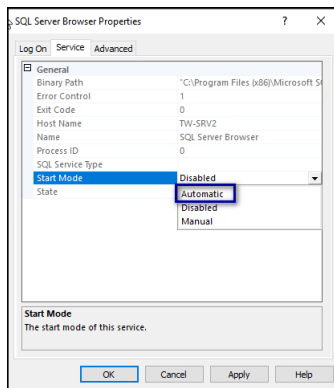 SQL Server Browser Properties ? ×
Log On Service Advanced
General
Binary Path "C:\Program Files (x86)\Microsoft S
Error Control 1
Exit Code 0
Host Name TW-SRV2
Name SQL Server Browser
Process ID 0
SQL Service Type
Start Mode Disabled
State Automatic
Disabled
Manual
Start Mode
The start mode of this service.
OK Cancel Apply Help